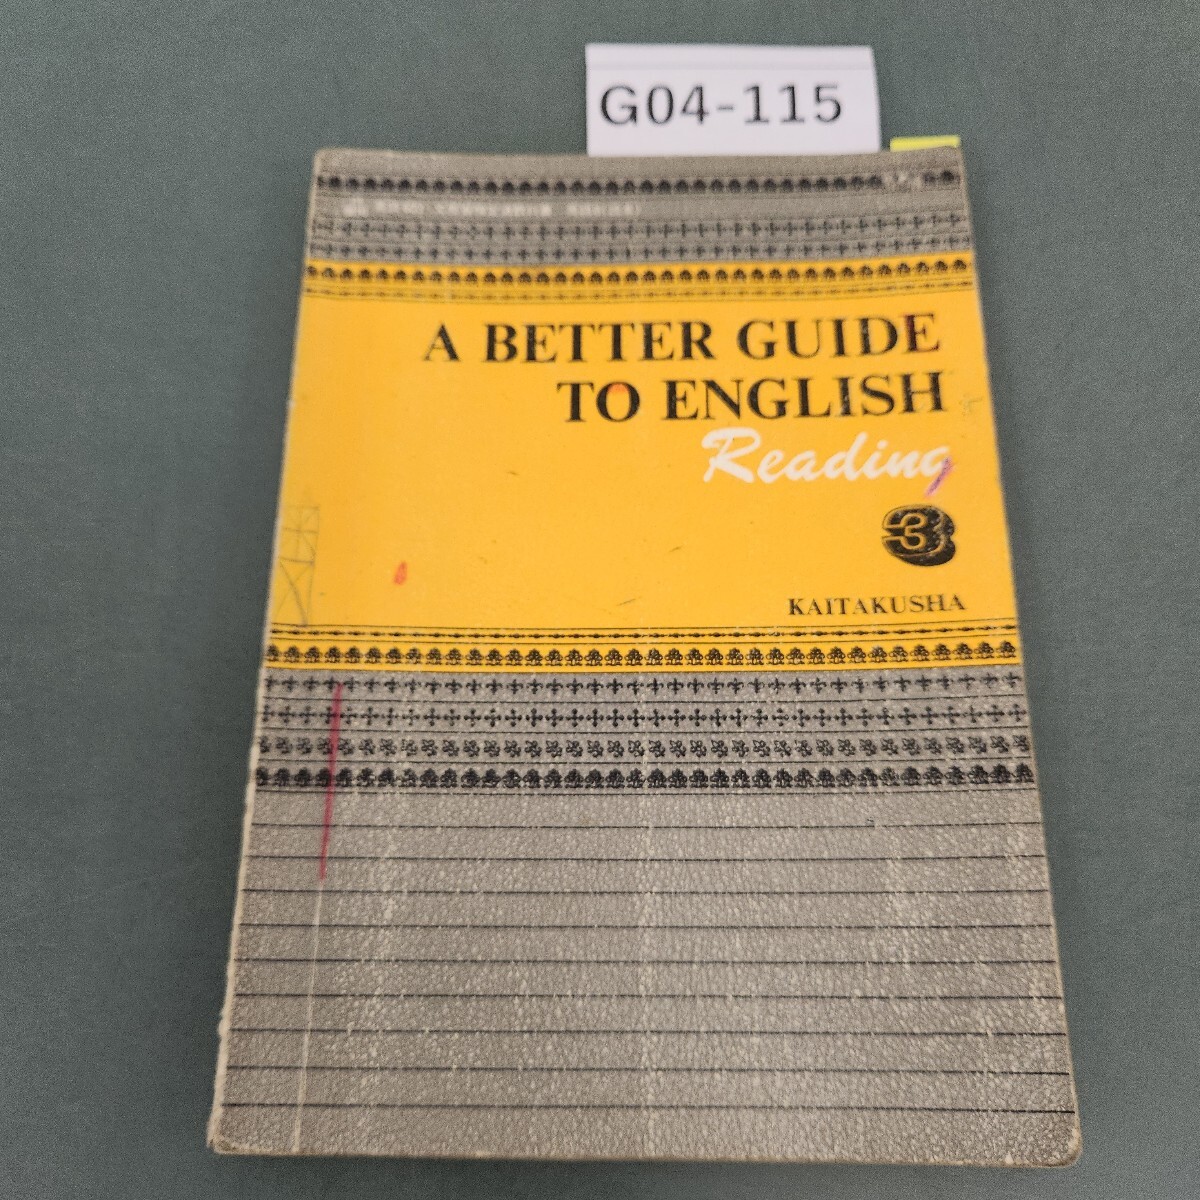 G04-115
A BETTER GUIDE
TO ENGLISH
Reading
3
KAITAKUSHA